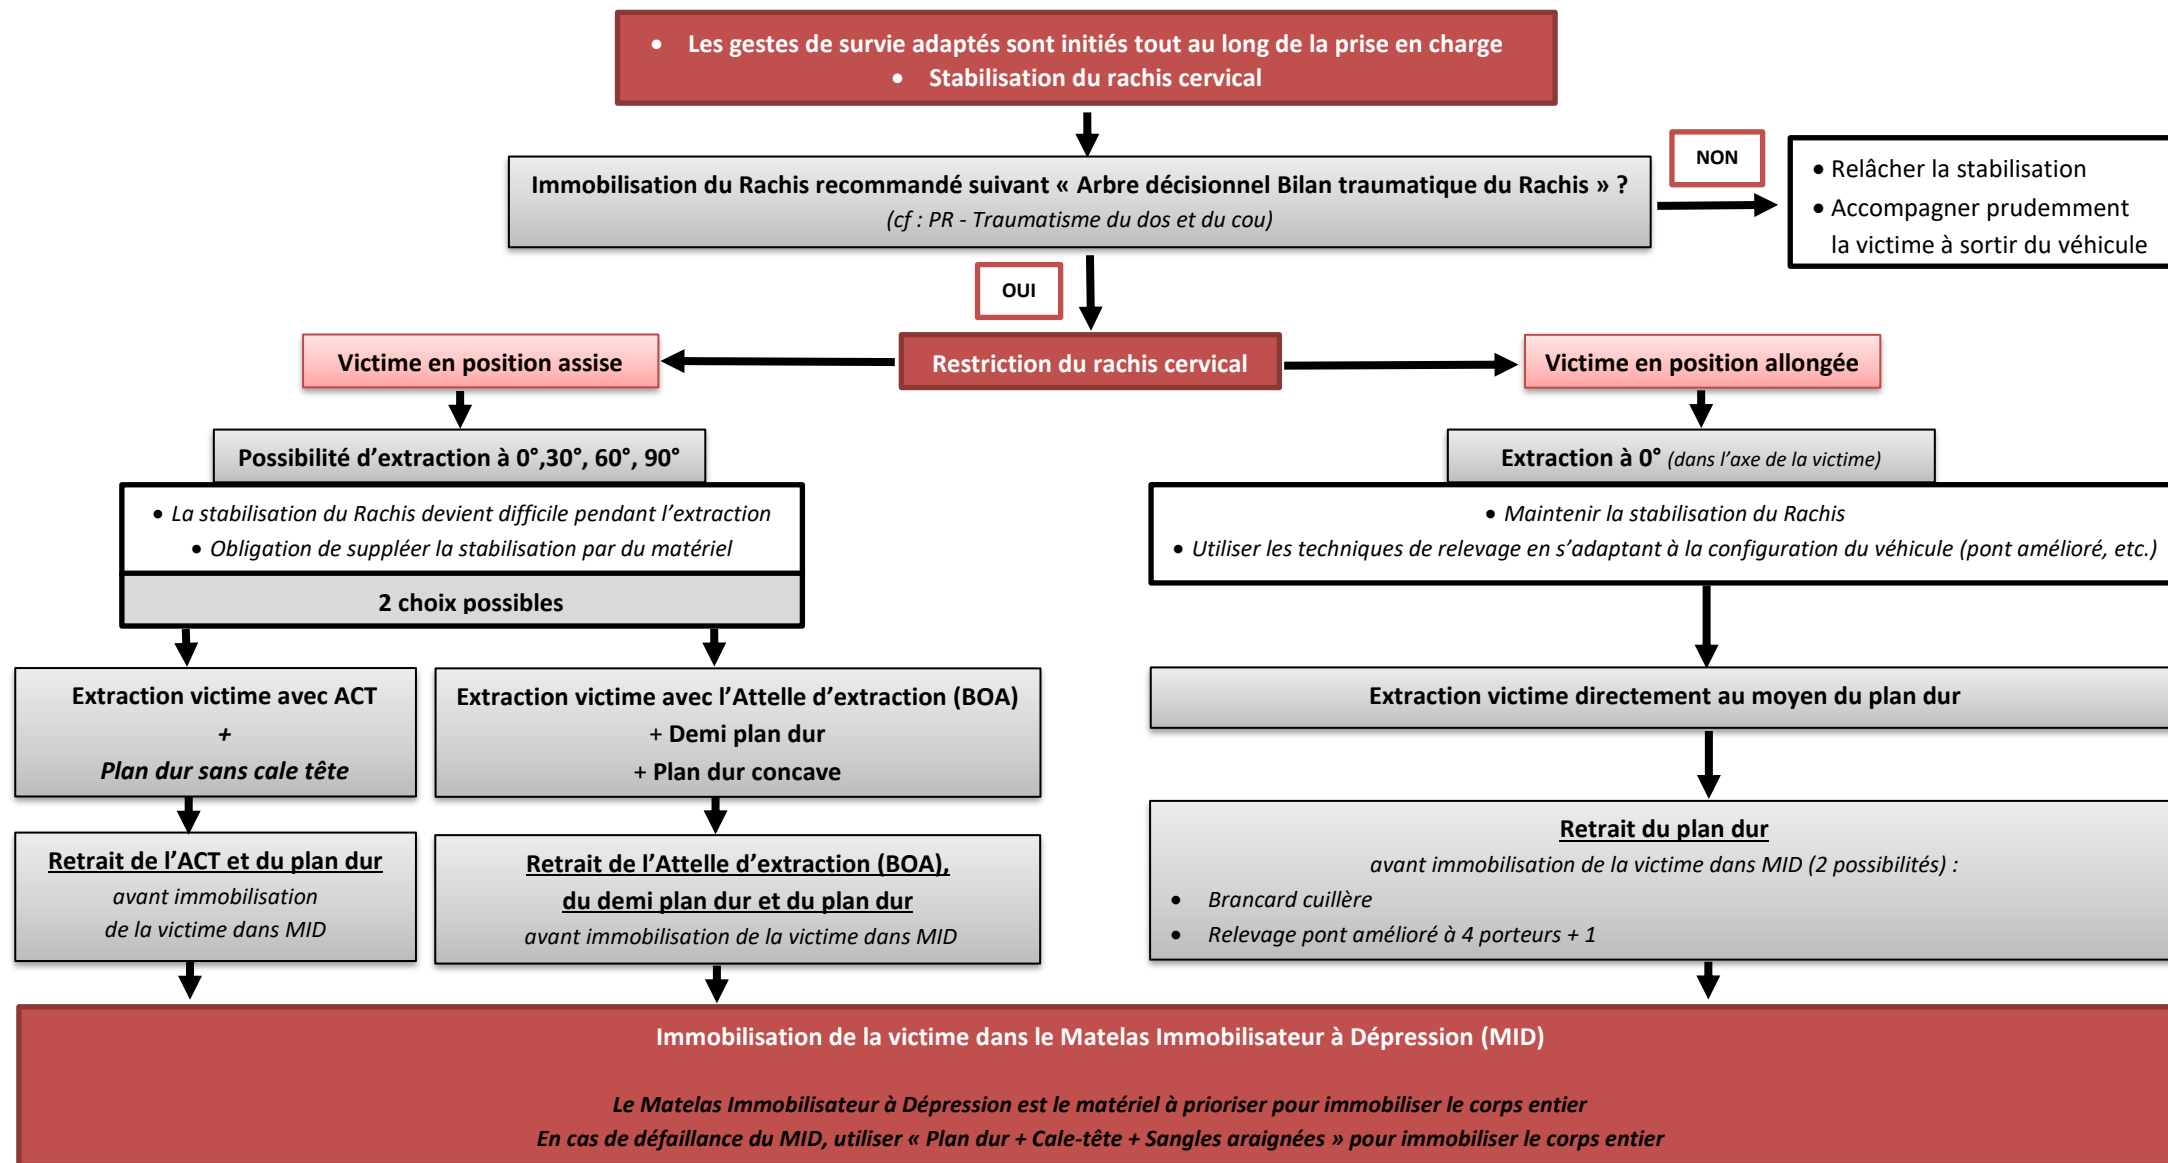 • Les gestes de survie adaptés sont initiés tout au long de la prise en charge
• Stabilisation du rachis cervical
Immobilisation du Rachis recommandé suivant « Arbre décisionnel Bilan traumatique du Rachis » ?
(cf : PR - Traumatisme du dos et du cou)
NON
• Relâcher la stabilisation
• Accompagner prudemment
la victime à sortir du véhicule
OUI
Victime en position assise
Restriction du rachis cervical
Victime en position allongée
Possibilité d'extraction à 0°,30°, 60°, 90°
• La stabilisation du Rachis devient difficile pendant l'extraction
• Obligation de suppléer la stabilisation par du matériel
2 choix possibles
Extraction à 0° (dans l'axe de la victime)
• Maintenir la stabilisation du Rachis
• Utiliser les techniques de relevage en s'adaptant à la configuration du véhicule (pont amélioré, etc.)
Extraction victime avec ACT
+
Plan dur sans cale tête
Extraction victime avec l'Attelle d'extraction (BOA)
+ Demi plan dur
+ Plan dur concave
Extraction victime directement au moyen du plan dur
Retrait de l'ACT et du plan dur
avant immobilisation
de la victime dans MID
Retrait de l'Attelle d'extraction (BOA),
du demi plan dur et du plan dur
avant immobilisation de la victime dans MID
Retrait du plan dur
avant immobilisation de la victime dans MID (2 possibilités) :
• Brancard cuillère
• Relevage pont amélioré à 4 porteurs + 1
Immobilisation de la victime dans le Matelas Immobilisateur à Dépression (MID)
Le Matelas Immobilisateur à Dépression est le matériel à prioriser pour immobiliser le corps entier
En cas de défaillance du MID, utiliser « Plan dur + Cale-tête + Sangles araignées » pour immobiliser le corps entier